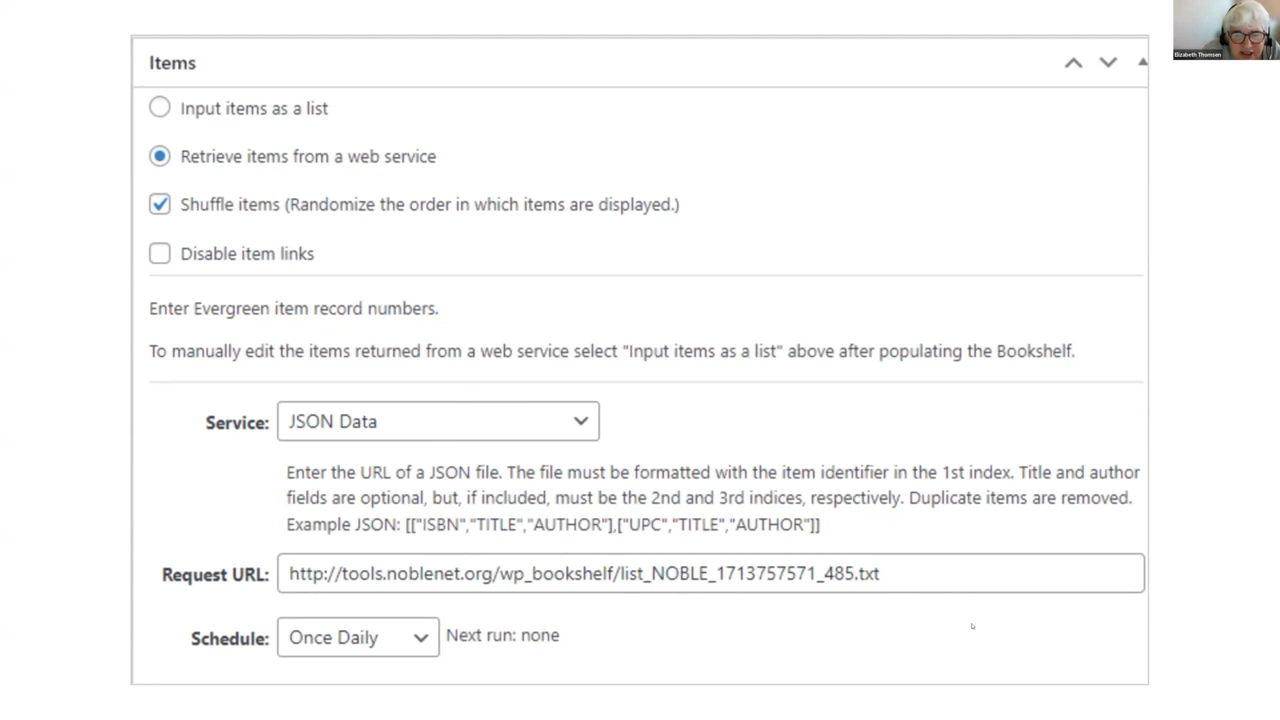 Elizabeth Thomsen
Items
Input items as a list
Retrieve items from a web service
Shuffle items (Randomize the order in which items are displayed.)
Disable item links
Enter Evergreen item record numbers.
To manually edit the items returned from a web service select "Input items as a list" above after populating the Bookshelf.
Service: JSON Data
Enter the URL of a JSON file. The file must be formatted with the item identifier in the 1st index. Title and author
fields are optional, but, if included, must be the 2nd and 3rd indices, respectively. Duplicate items are removed.
Example JSON: [["ISBN","TITLE","AUTHOR"],["UPC","TITLE","AUTHOR"]]
Request URL: http://tools.noblenet.org/wp_bookshelf/list_NOBLE_1713757571_485.txt
Schedule: Once Daily Next run: none